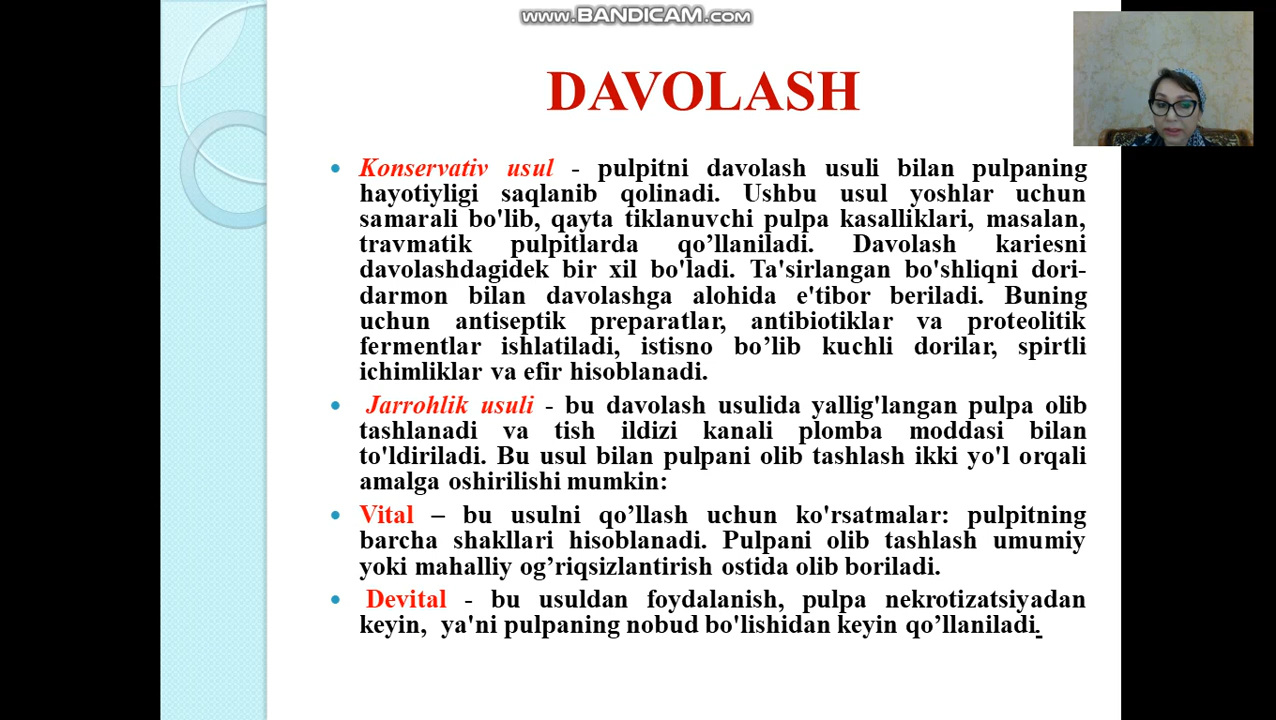 www.BANDICAM.com
DAVOLASH
• Konservativ usul - pulpitni davolash usuli bilan pulpaning
hayotiyligi saqlanib qolinadi. Ushbu usul yoshlar uchun
samarali bo'lib, qayta tiklanuvchi pulpa kasalliklari, masalan,
travmatik pulpitlarda qo’llaniladi. Davolash kariesni
davolashdagidek bir xil bo'ladi. Ta'sirlangan bo'shliqni dori-
darmon bilan davolashga alohida e'tibor beriladi. Buning
uchun antiseptik preparatlar, antibiotiklar va proteolitik
fermentlar ishlatiladi, istisno bo’lib kuchli dorilar, spirtli
ichimliklar va efir hisoblanadi.
• Jarrohlik usuli - bu davolash usulida yallig'langan pulpa olib
tashlanadi va tish ildizi kanali plomba moddasi bilan
to'ldiriladi. Bu usul bilan pulpani olib tashlash ikki yo'l orqali
amalga oshirilishi mumkin:
• Vital – bu usulni qo’llash uchun ko'rsatmalar: pulpitning
barcha shakllari hisoblanadi. Pulpani olib tashlash umumiy
yoki mahalliy og’riqsizlantirish ostida olib boriladi.
• Devital - bu usuldan foydalanish, pulpa nekrotizatsiyadan
keyin, ya'ni pulpaning nobud bo'lishidan keyin qo’llaniladi.